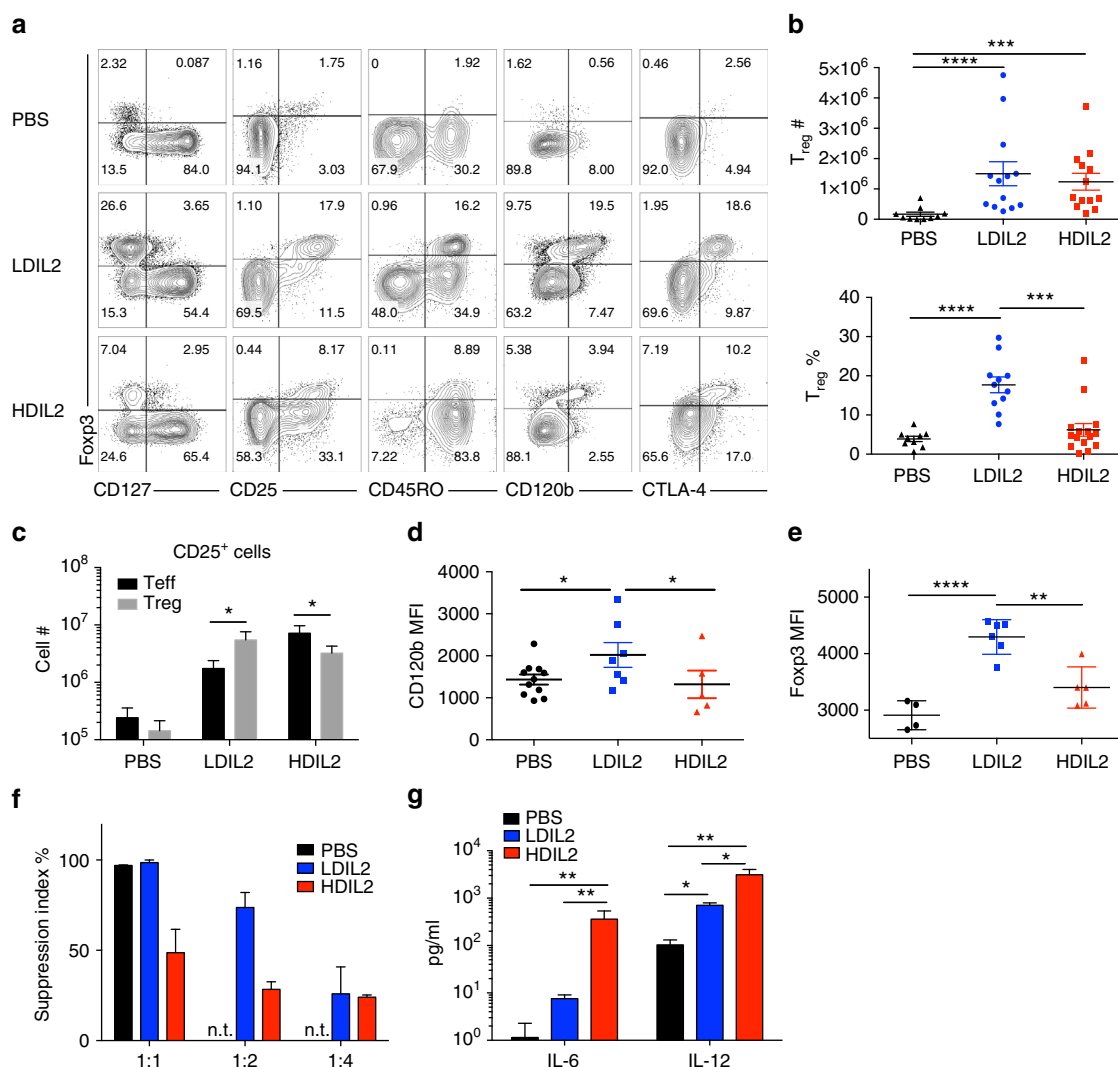 a
PBS
2.32 0.087
13.5 84.0
1.16 1.75
94.1 3.03
0 1.92
67.9 30.2
1.62 0.56
89.8 8.00
0.46 2.56
92.0 4.94
LDIL2
26.6 3.65
15.3 54.4
1.10 17.9
69.5 11.5
0.96 16.2
48.0 34.9
9.75 19.5
63.2 7.47
1.95 18.6
69.6 9.87
HDIL2
7.04 2.95
24.6 65.4
0.44 8.17
58.3 33.1
0.11 8.89
7.22 83.8
5.38 3.94
88.1 2.55
7.19 10.2
65.6 17.0
Foxp3
CD127 CD25 CD45RO CD120b CTLA-4
b
***
****
5×10⁶
4×10⁶
3×10⁶
2×10⁶
1×10⁶
0
Treg #
PBS LDIL2 HDIL2
**** ***
40
30
20
10
0
Treg %
PBS LDIL2 HDIL2
c
CD25⁺ cells
Teff
Treg
* *
10⁸
10⁷
10⁶
10⁵
Cell #
PBS LDIL2 HDIL2
d
* *
4000
3000
2000
1000
0
CD120b MFI
PBS LDIL2 HDIL2
e
**** **
5000
4000
3000
Foxp3 MFI
PBS LDIL2 HDIL2
f
PBS
LDIL2
HDIL2
100
50
0
Suppression index %
n.t. n.t.
1:1 1:2 1:4
g
PBS
LDIL2
HDIL2
**
**
**
*
*
10⁴
10³
10²
10¹
10⁰
pg/ml
IL-6 IL-12